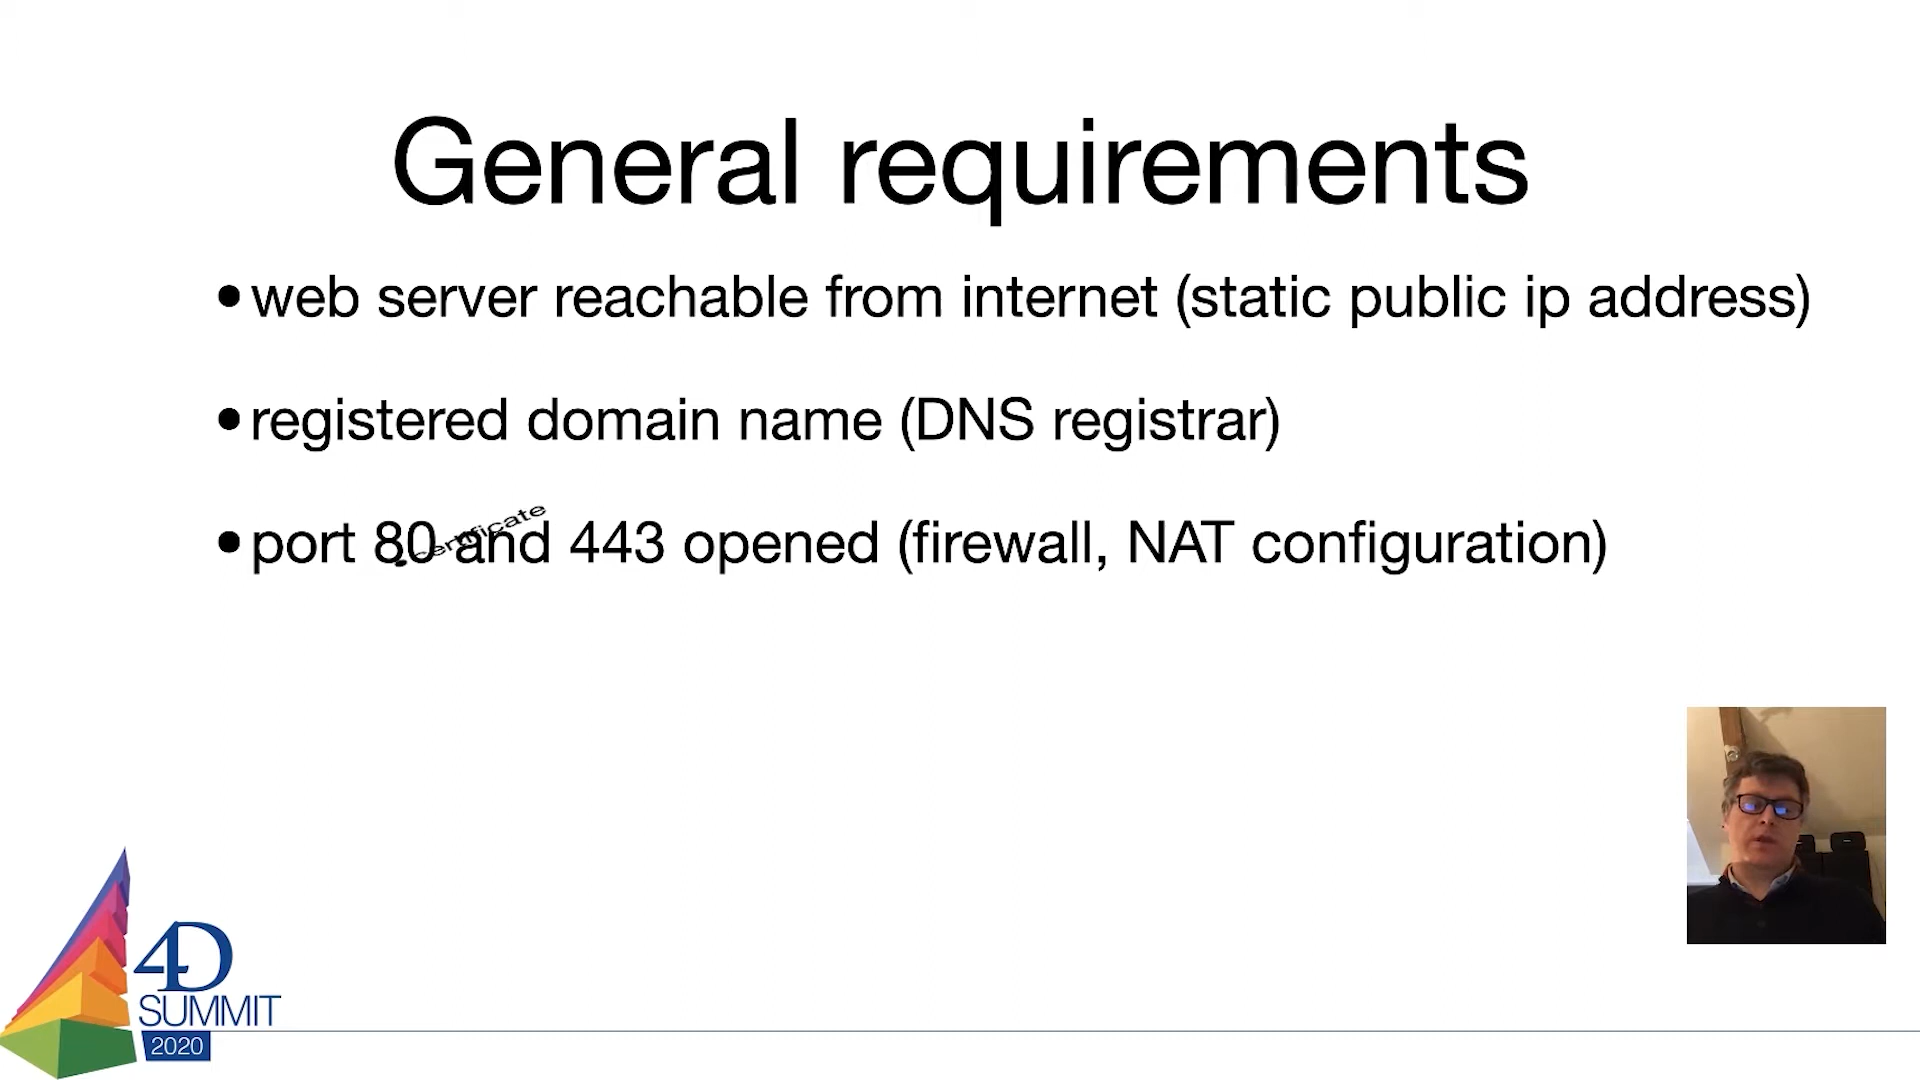 General requirements
•web server reachable from internet (static public ip address)
•registered domain name (DNS registrar)
•port 80 and 443 opened (firewall, NAT configuration)
certificate
4D
SUMMIT
2020